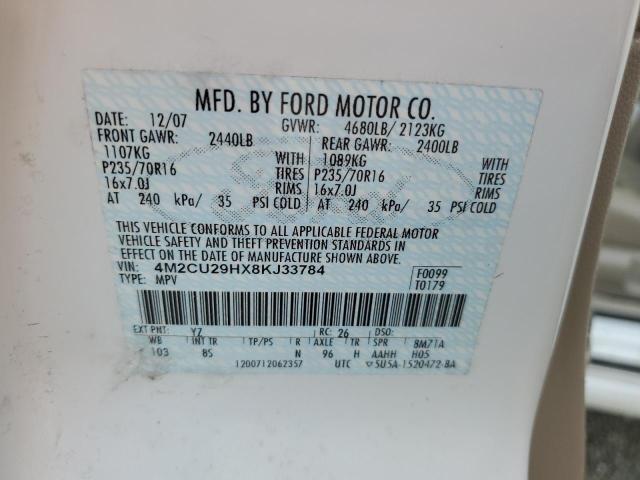 MFD. BY FORD MOTOR CO.
DATE: 12/07 GVWR: 4680LB/ 2123KG
FRONT GAWR: 2440LB REAR GAWR: 2400LB
1107KG WITH 1089KG WITH
P235/70R16 TIRES P235/70R16 TIRES
16x7.0J RIMS 16x7.0J RIMS
AT 240 kPa/ 35 PSI COLD AT 240 kPa/ 35 PSI COLD
THIS VEHICLE CONFORMS TO ALL APPLICABLE FEDERAL MOTOR
VEHICLE SAFETY AND THEFT PREVENTION STANDARDS IN
EFFECT ON THE DATE OF MANUFACTURE SHOWN ABOVE.
VIN: 4M2CU29HX8KJ33784 F0099
TYPE: MPV T0179
EXT PNT: YZ RC: 26 DSO:
WB INT TR TP/PS R AXLE TR SPR 8M71A
103 8S N 96 H AAHH H05
1200712062357 UTC 5U5A-1520472-BA